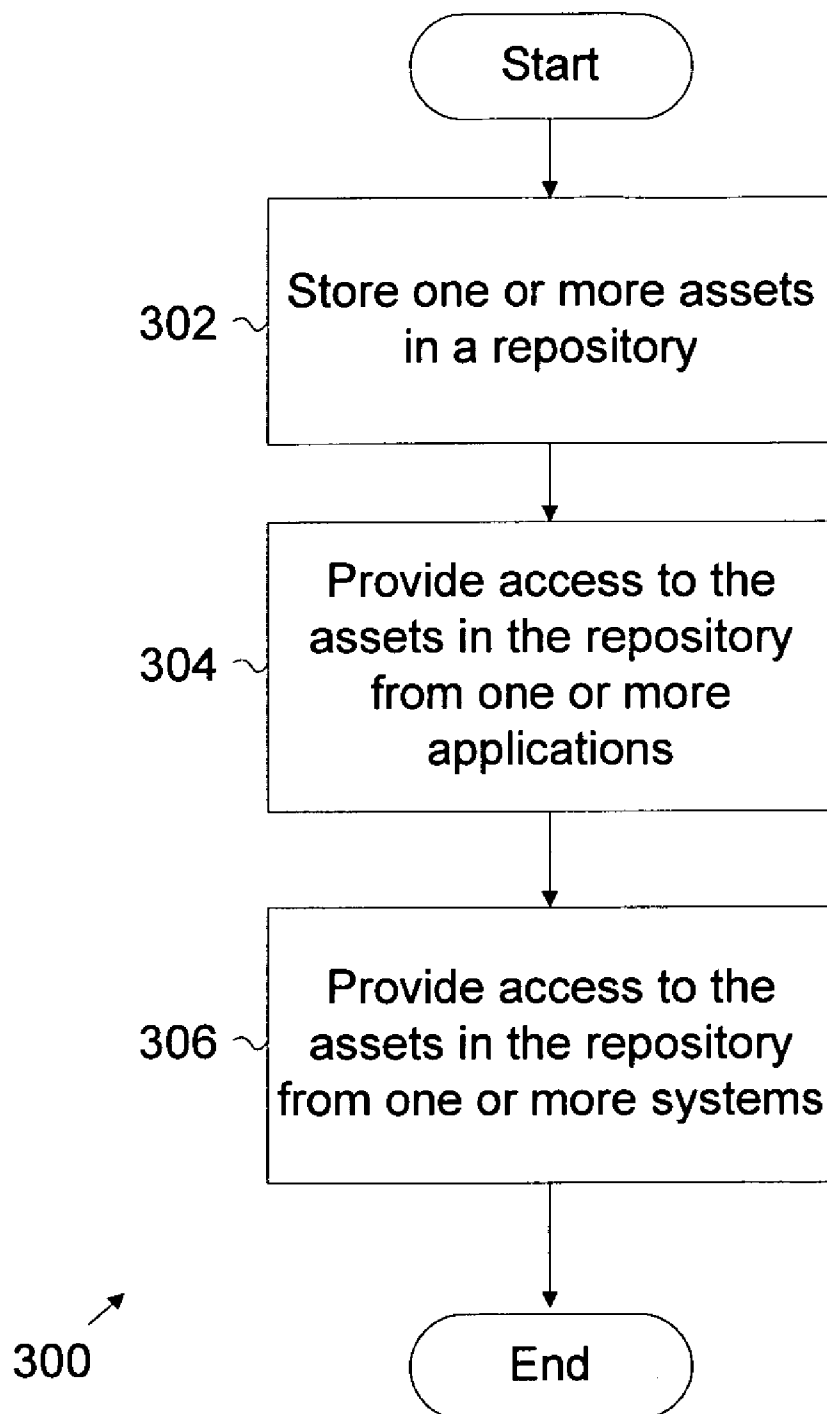 Start
302
Store one or more assets
in a repository
304
Provide access to the
assets in the repository
from one or more
applications
306
Provide access to the
assets in the repository
from one or more systems
300
End